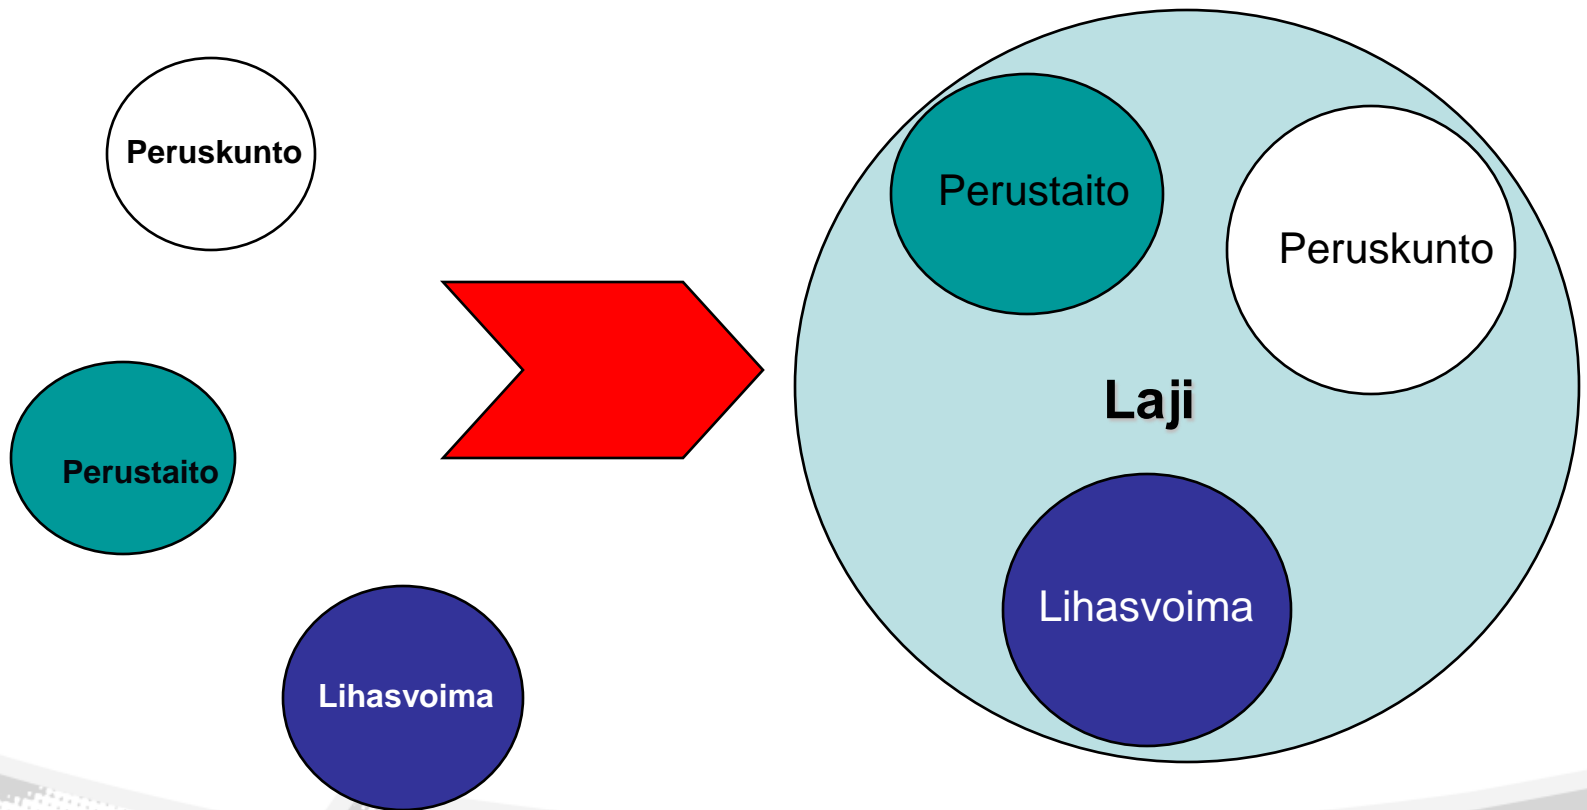 Peruskunto
Perustaito
Lihasvoima
Perustaito
Peruskunto
Laji
Lihasvoima